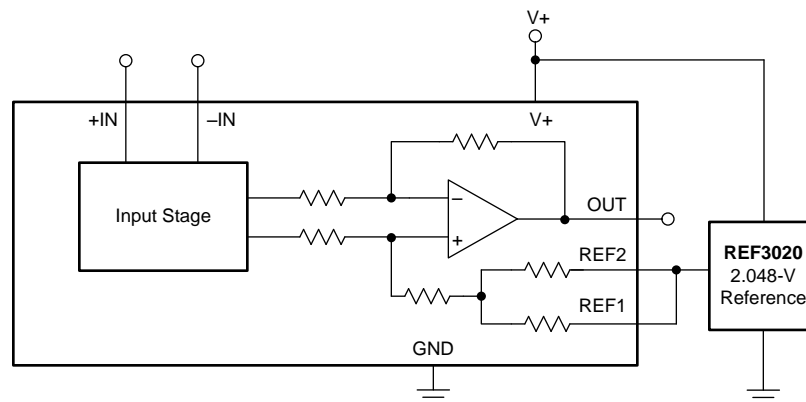 V+
+IN
–IN
V+
Input Stage
–
+
OUT
REF2
REF1
REF3020
2.048-V
Reference
GND